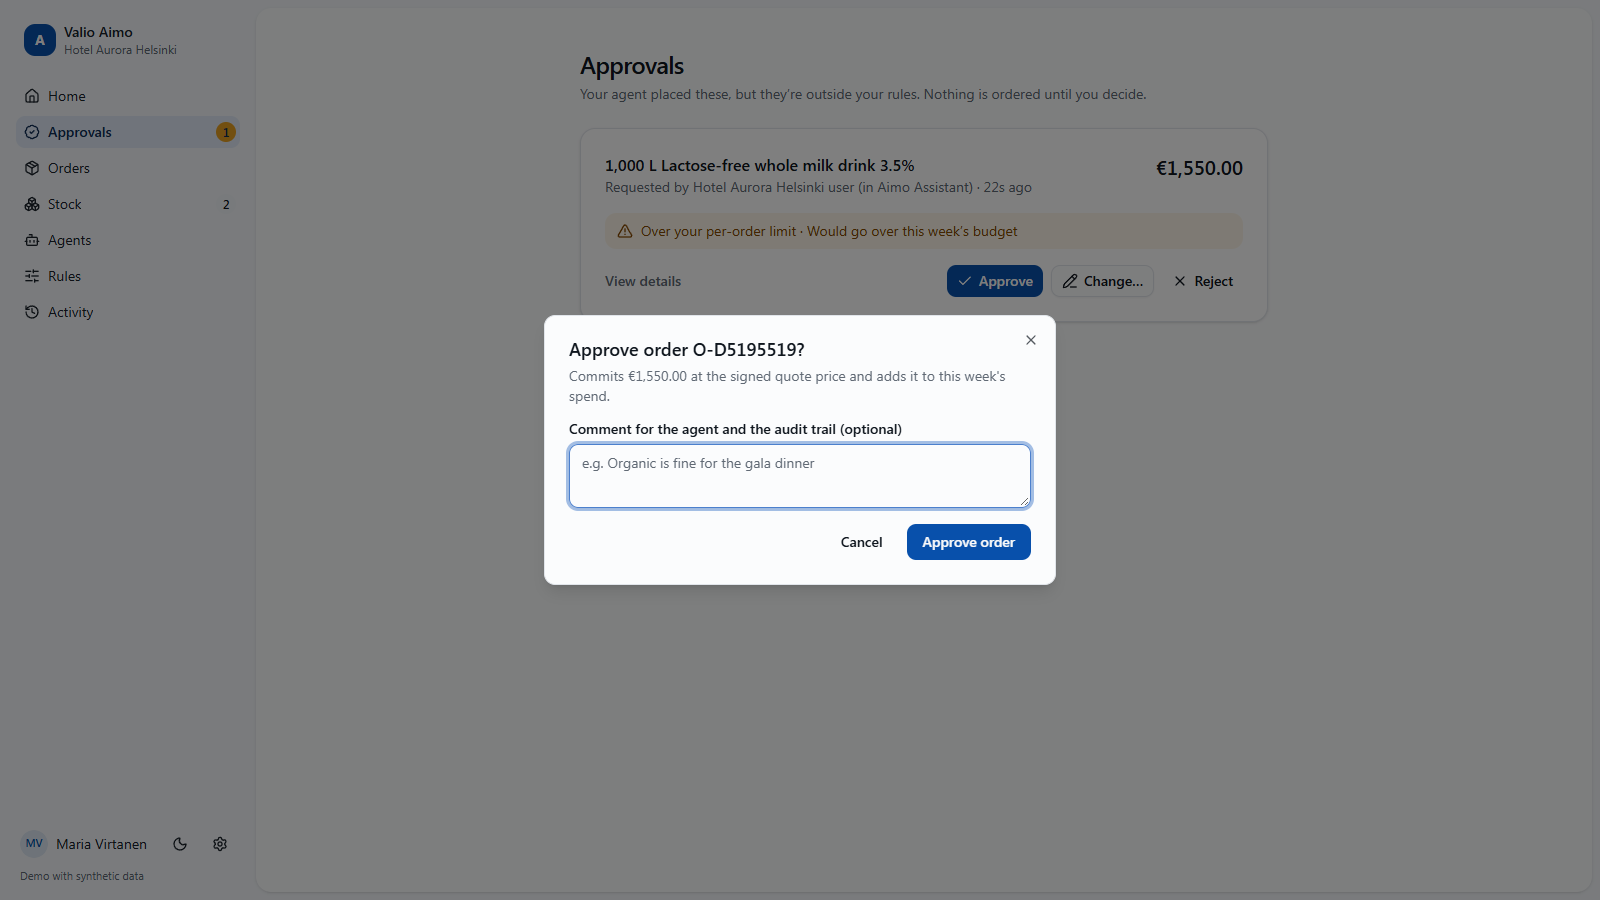 A
Valio Aimo
Hotel Aurora Helsinki
Home
Approvals
1
Orders
Stock
2
Agents
Rules
Activity
MV
Maria Virtanen
Demo with synthetic data
Approvals
Your agent placed these, but they're outside your rules. Nothing is ordered until you decide.
1,000 L Lactose-free whole milk drink 3.5%
€1,550.00
Requested by Hotel Aurora Helsinki user (in Aimo Assistant) · 22s ago
Over your per-order limit · Would go over this week's budget
View details
Approve
Change...
Reject
Approve order O-D5195519?
Commits €1,550.00 at the signed quote price and adds it to this week's
spend.
Comment for the agent and the audit trail (optional)
e.g. Organic is fine for the gala dinner
Cancel
Approve order